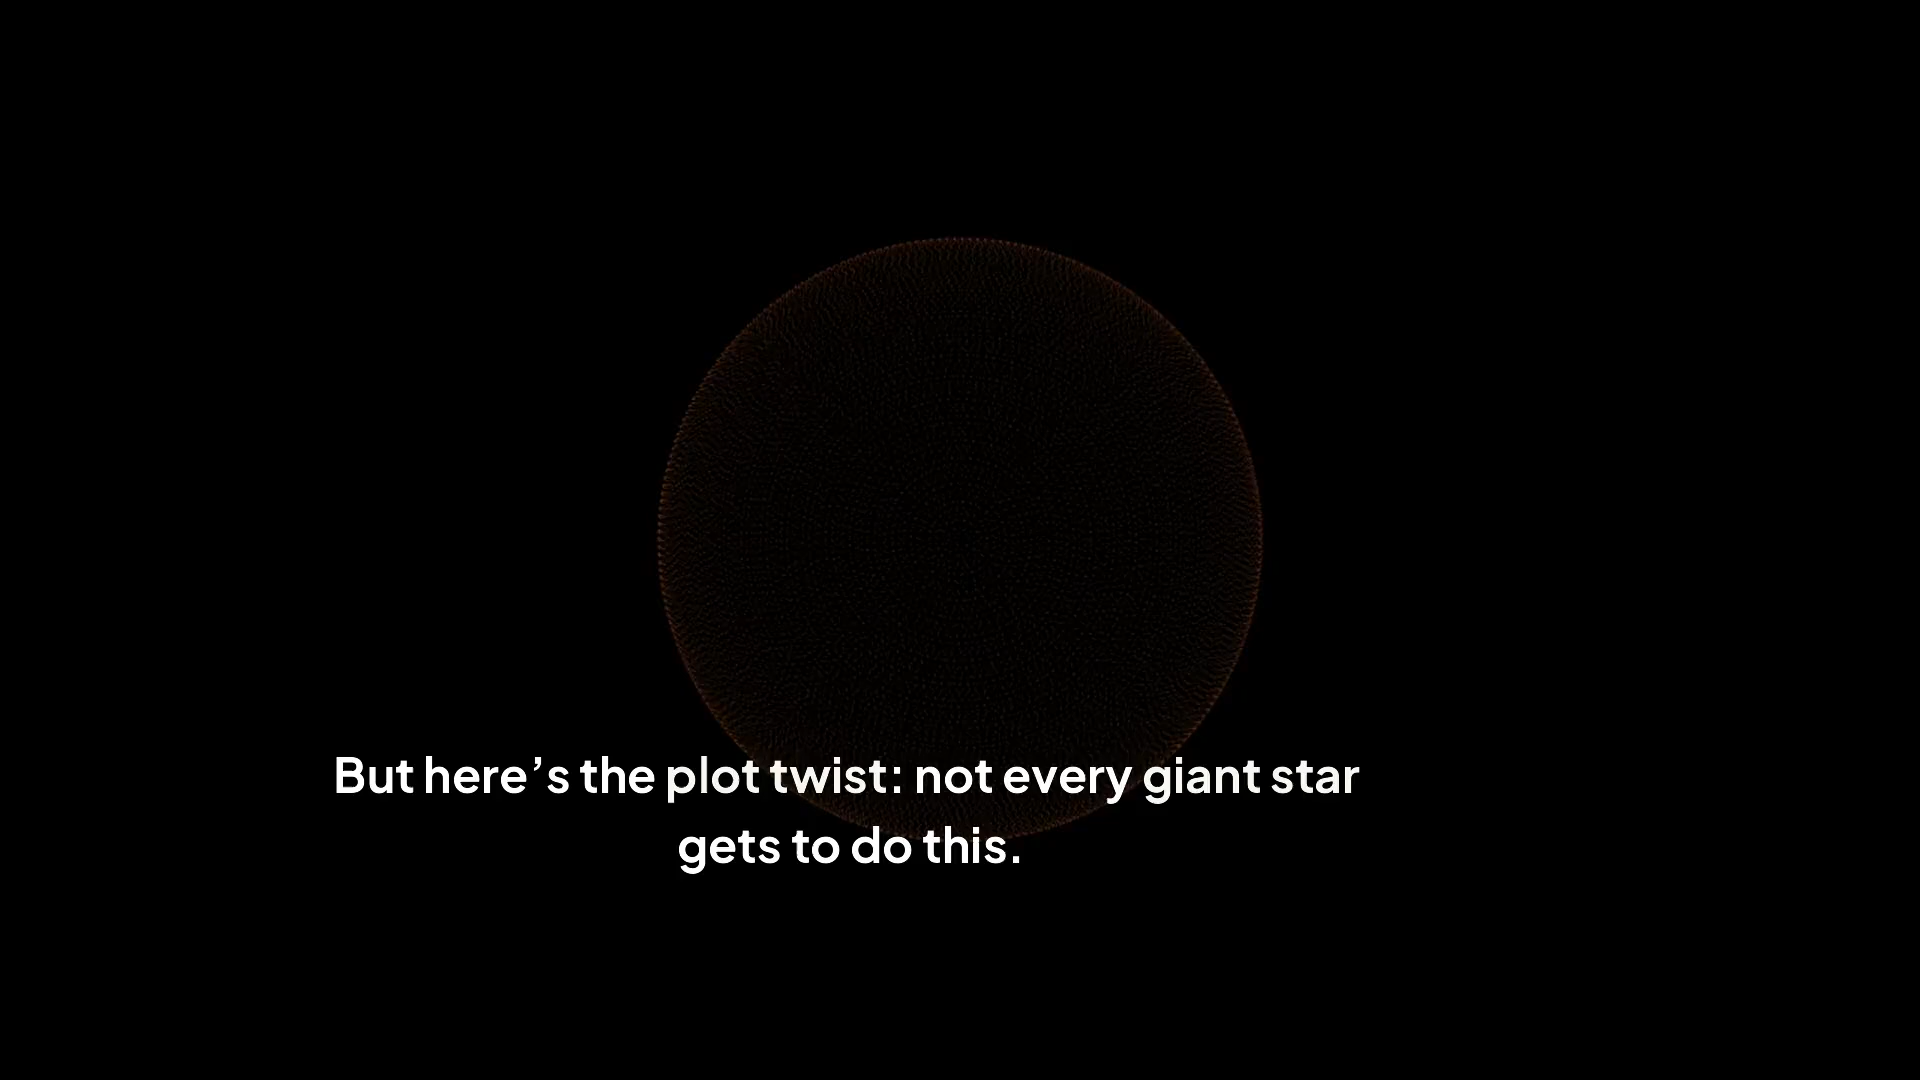 But here’s the plot twist: not every giant star
gets to do this.